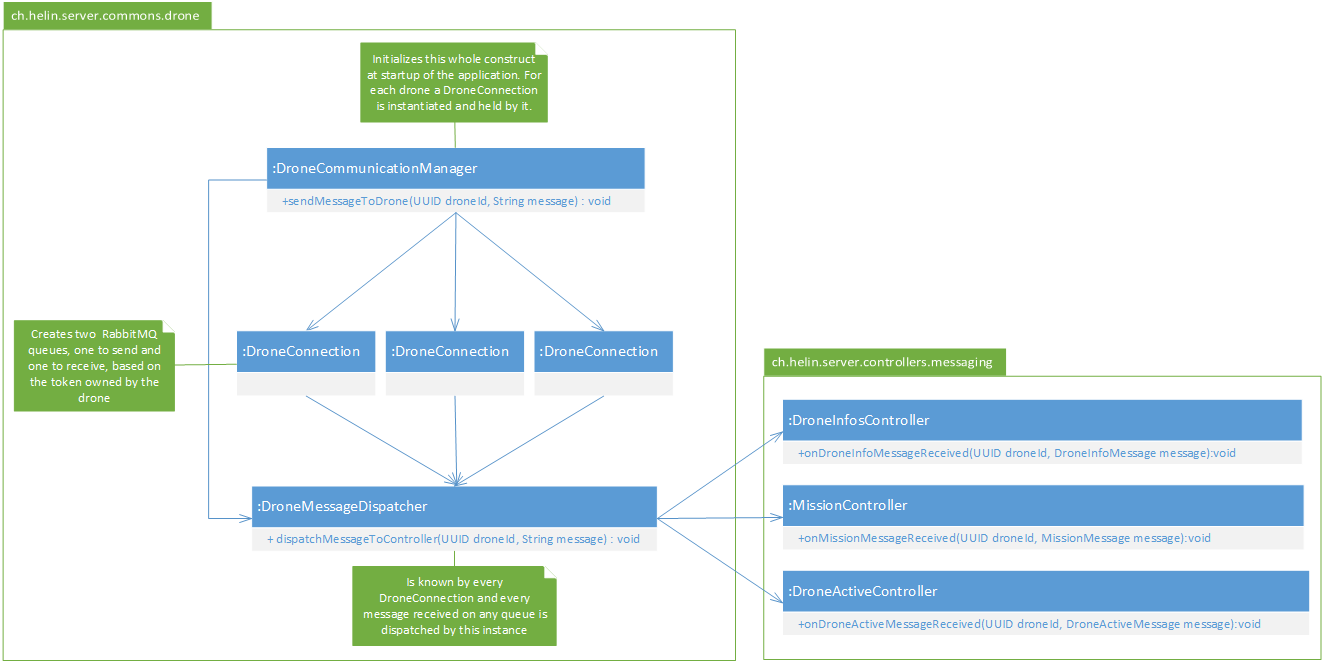 ch.helin.server.commons.drone
Initializes this whole construct
at startup of the application. For
each drone a DroneConnection
is instantiated and held by it.
:DroneCommunicationManager
+sendMessageToDrone(UUID droneId, String message) : void
Creates two RabbitMQ
queues, one to send and
one to receive, based on
the token owned by the
drone
:DroneConnection
:DroneConnection
:DroneConnection
:DroneMessageDispatcher
+ dispatchMessageToController(UUID droneId, String message) : void
Is known by every
DroneConnection and every
message received on any queue is
dispatched by this instance
ch.helin.server.controllers.messaging
:DroneInfosController
+onDroneInfoMessageReceived(UUID droneId, DroneInfoMessage message):void
:MissionController
+onMissionMessageReceived(UUID droneId, MissionMessage message):void
:DroneActiveController
+onDroneActiveMessageReceived(UUID droneId, DroneActiveMessage message):void